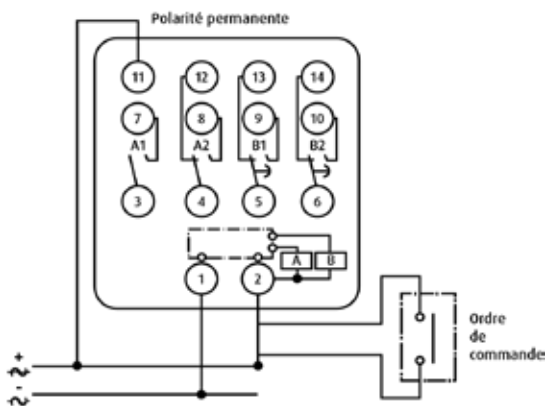 Polarité permanente
11 12 13 14
7 8 9 10
A1 A2 B1 B2
3 4 5 6
A B
1 2
Ordre
de
commande
+
-